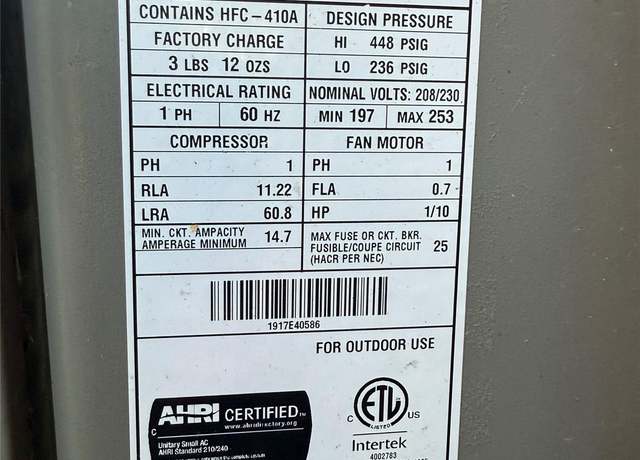 CONTAINS HFC-410A
DESIGN PRESSURE
FACTORY CHARGE
HI 448 PSIG
3 LBS 12 OZS
LO 236 PSIG
ELECTRICAL RATING
NOMINAL VOLTS: 208/230
1 PH 60 HZ
MIN 197 MAX 253
COMPRESSOR
FAN MOTOR
PH 1
PH 1
RLA 11.22
FLA 0.7
LRA 60.8
HP 1/10
MIN. CKT. AMPACITY
AMPERAGE MINIMUM 14.7
MAX FUSE OR CKT. BKR.
FUSIBLE/COUPE CIRCUIT 25
(HACR PER NEC)
1917E40586
FOR OUTDOOR USE
AHRI CERTIFIED
www.ahridirectory.org
C
Unitary Small AC
AHRI Standard 210/240
C ETL US
LISTED
Intertek
4002783